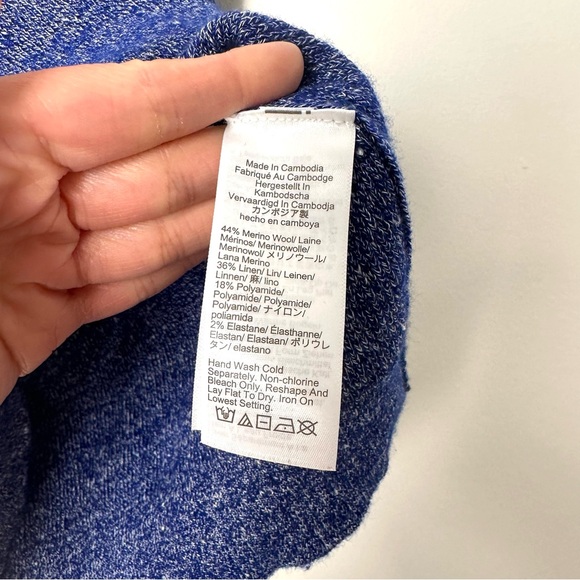 Made In Cambodia
Fabriqué Au Cambodge
Hergestellt In
Kambodscha
Vervaardigd In Cambodja
カンボジア製
hecho en camboya
44% Merino Wool/ Laine
Mérinos/ Merinowolle/
Merinowol/ メリノウール/
Lana Merino
36% Linen/ Lin/ Leinen/
Linnen/ 麻/ lino
18% Polyamide/
Polyamide/ Polyamid/
Polyamide/ ナイロン/
poliamida
2% Elastane/ Élasthanne/
Elastan/ Elastaan/ ポリウレ
タン/ elastano
Hand Wash Cold
Separately. Non-chlorine
Bleach Only. Reshape And
Lay Flat To Dry. Iron On
Lowest Setting.